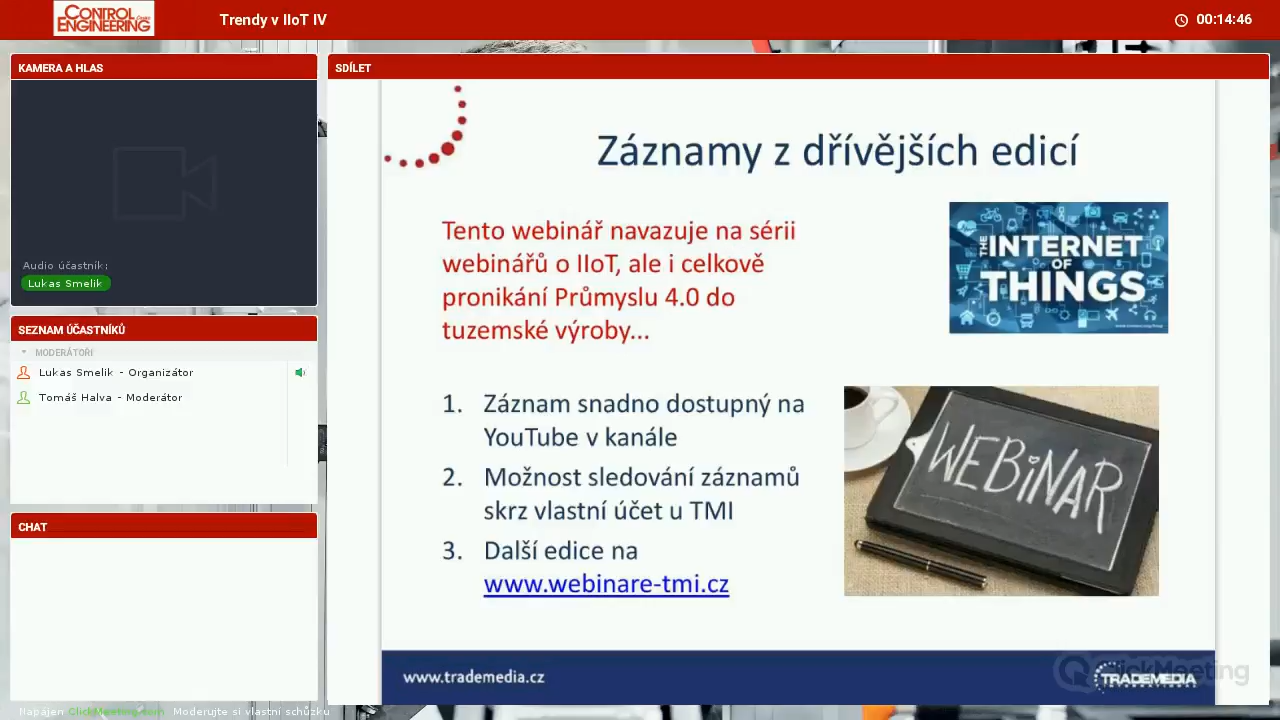 CONTROL
ENGINEERING
Trendy v IIoT IV
00:14:46
KAMERA A HLAS
Audio účastník:
Lukas Smelik
SEZNAM ÚČASTNÍKŮ
MODERÁTOŘI
Lukas Smelik - Organizátor
Tomáš Halva - Moderátor
CHAT
Napájen ClickMeeting.com Moderujte si vlastní schůzku
SDÍLET
Záznamy z dřívějších edicí
Tento webinář navazuje na sérii
webinářů o IIoT, ale i celkově
pronikání Průmyslu 4.0 do
tuzemské výroby...
THE
INTERNET
OF
THINGS
1. Záznam snadno dostupný na
YouTube v kanále
2. Možnost sledování záznamů
skrz vlastní účet u TMI
3. Další edice na
www.webinare-tmi.cz
WEBiNAR
www.trademedia.cz
ClickMeeting
TRADEMEDIA
INTERNATIONAL